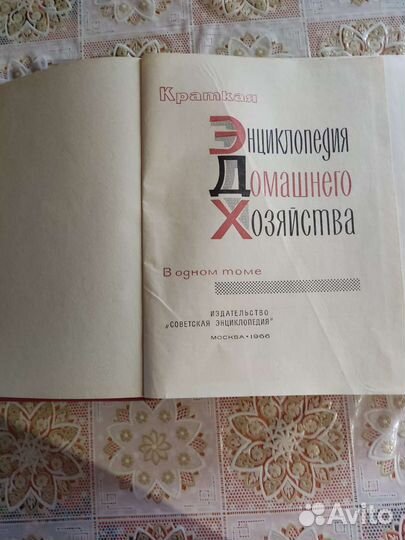 Краткая
Энциклопедия
Домашнего
Хозяйства
В одном томе
ИЗДАТЕЛЬСТВО
„СОВЕТСКАЯ ЭНЦИКЛОПЕДИЯ"
МОСКВА · 1966
Avito